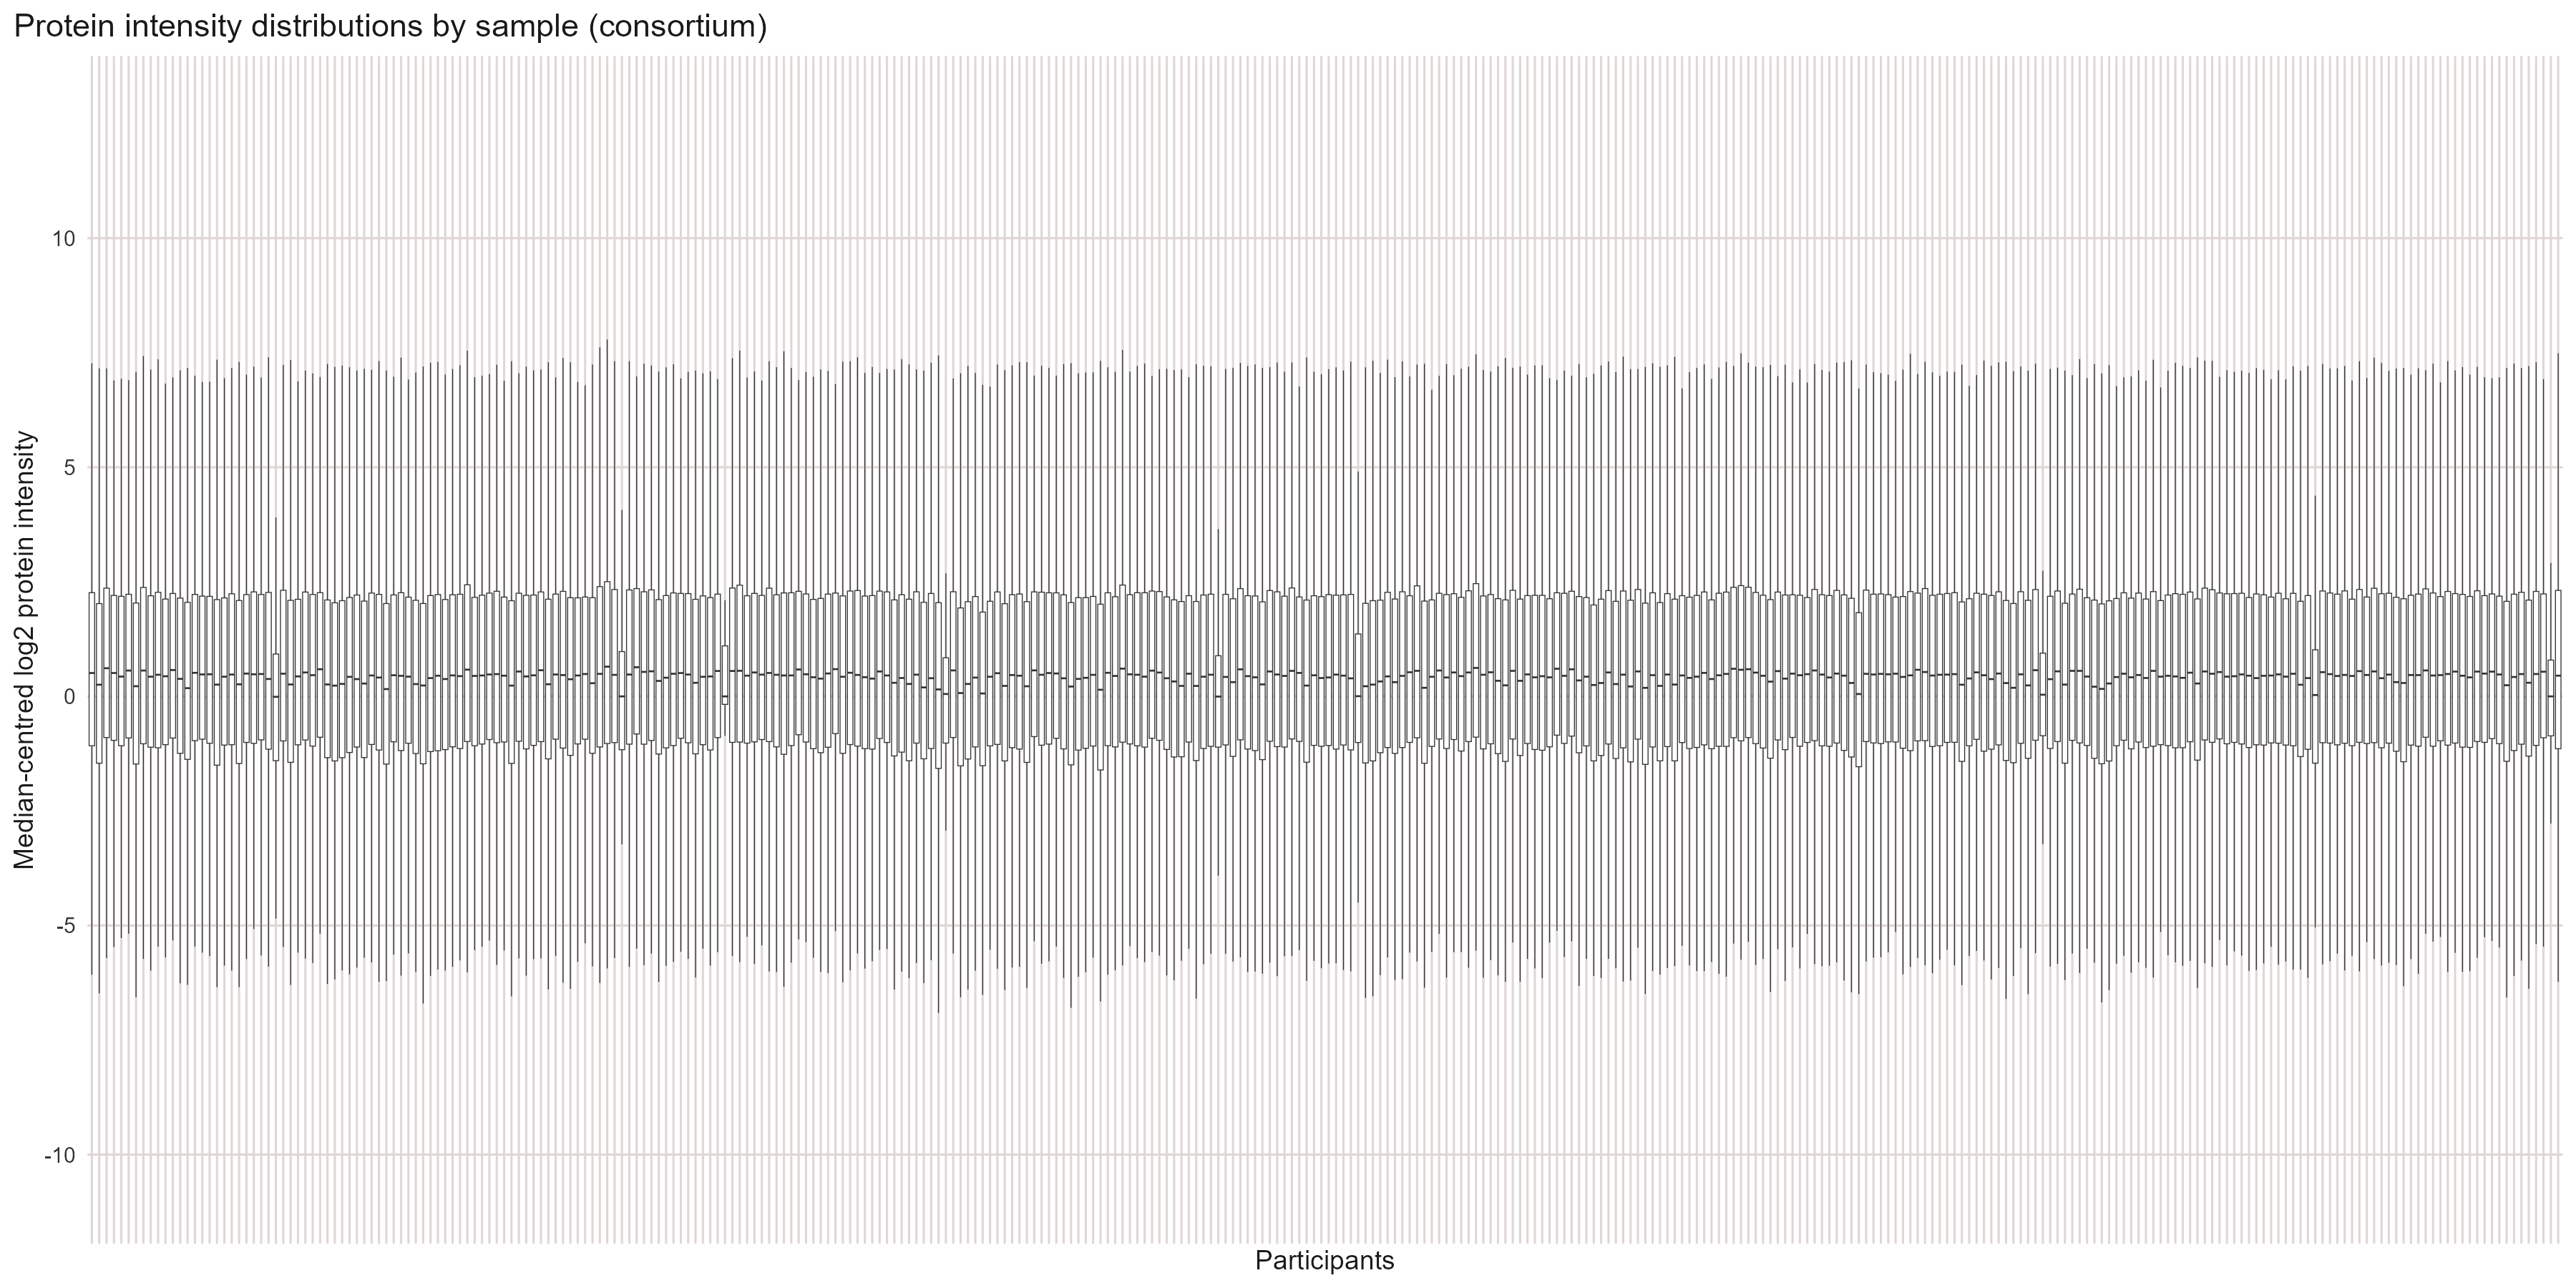 Protein intensity distributions by sample (consortium)
Median-centred log2 protein intensity
10
5
0
-5
-10
Participants